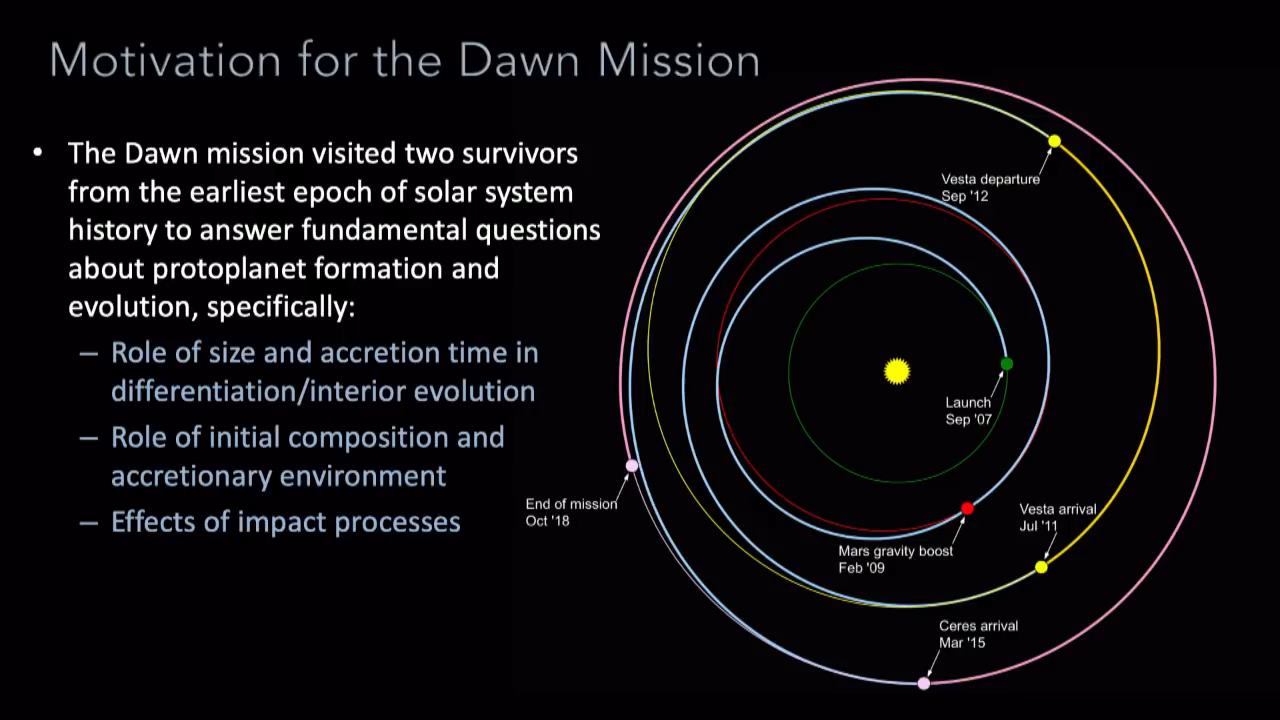 Motivation for the Dawn Mission
• The Dawn mission visited two survivors
from the earliest epoch of solar system
history to answer fundamental questions
about protoplanet formation and
evolution, specifically:
– Role of size and accretion time in
differentiation/interior evolution
– Role of initial composition and
accretionary environment
– Effects of impact processes
Vesta departure
Sep '12
Launch
Sep '07
End of mission
Oct '18
Vesta arrival
Jul '11
Mars gravity boost
Feb '09
Ceres arrival
Mar '15